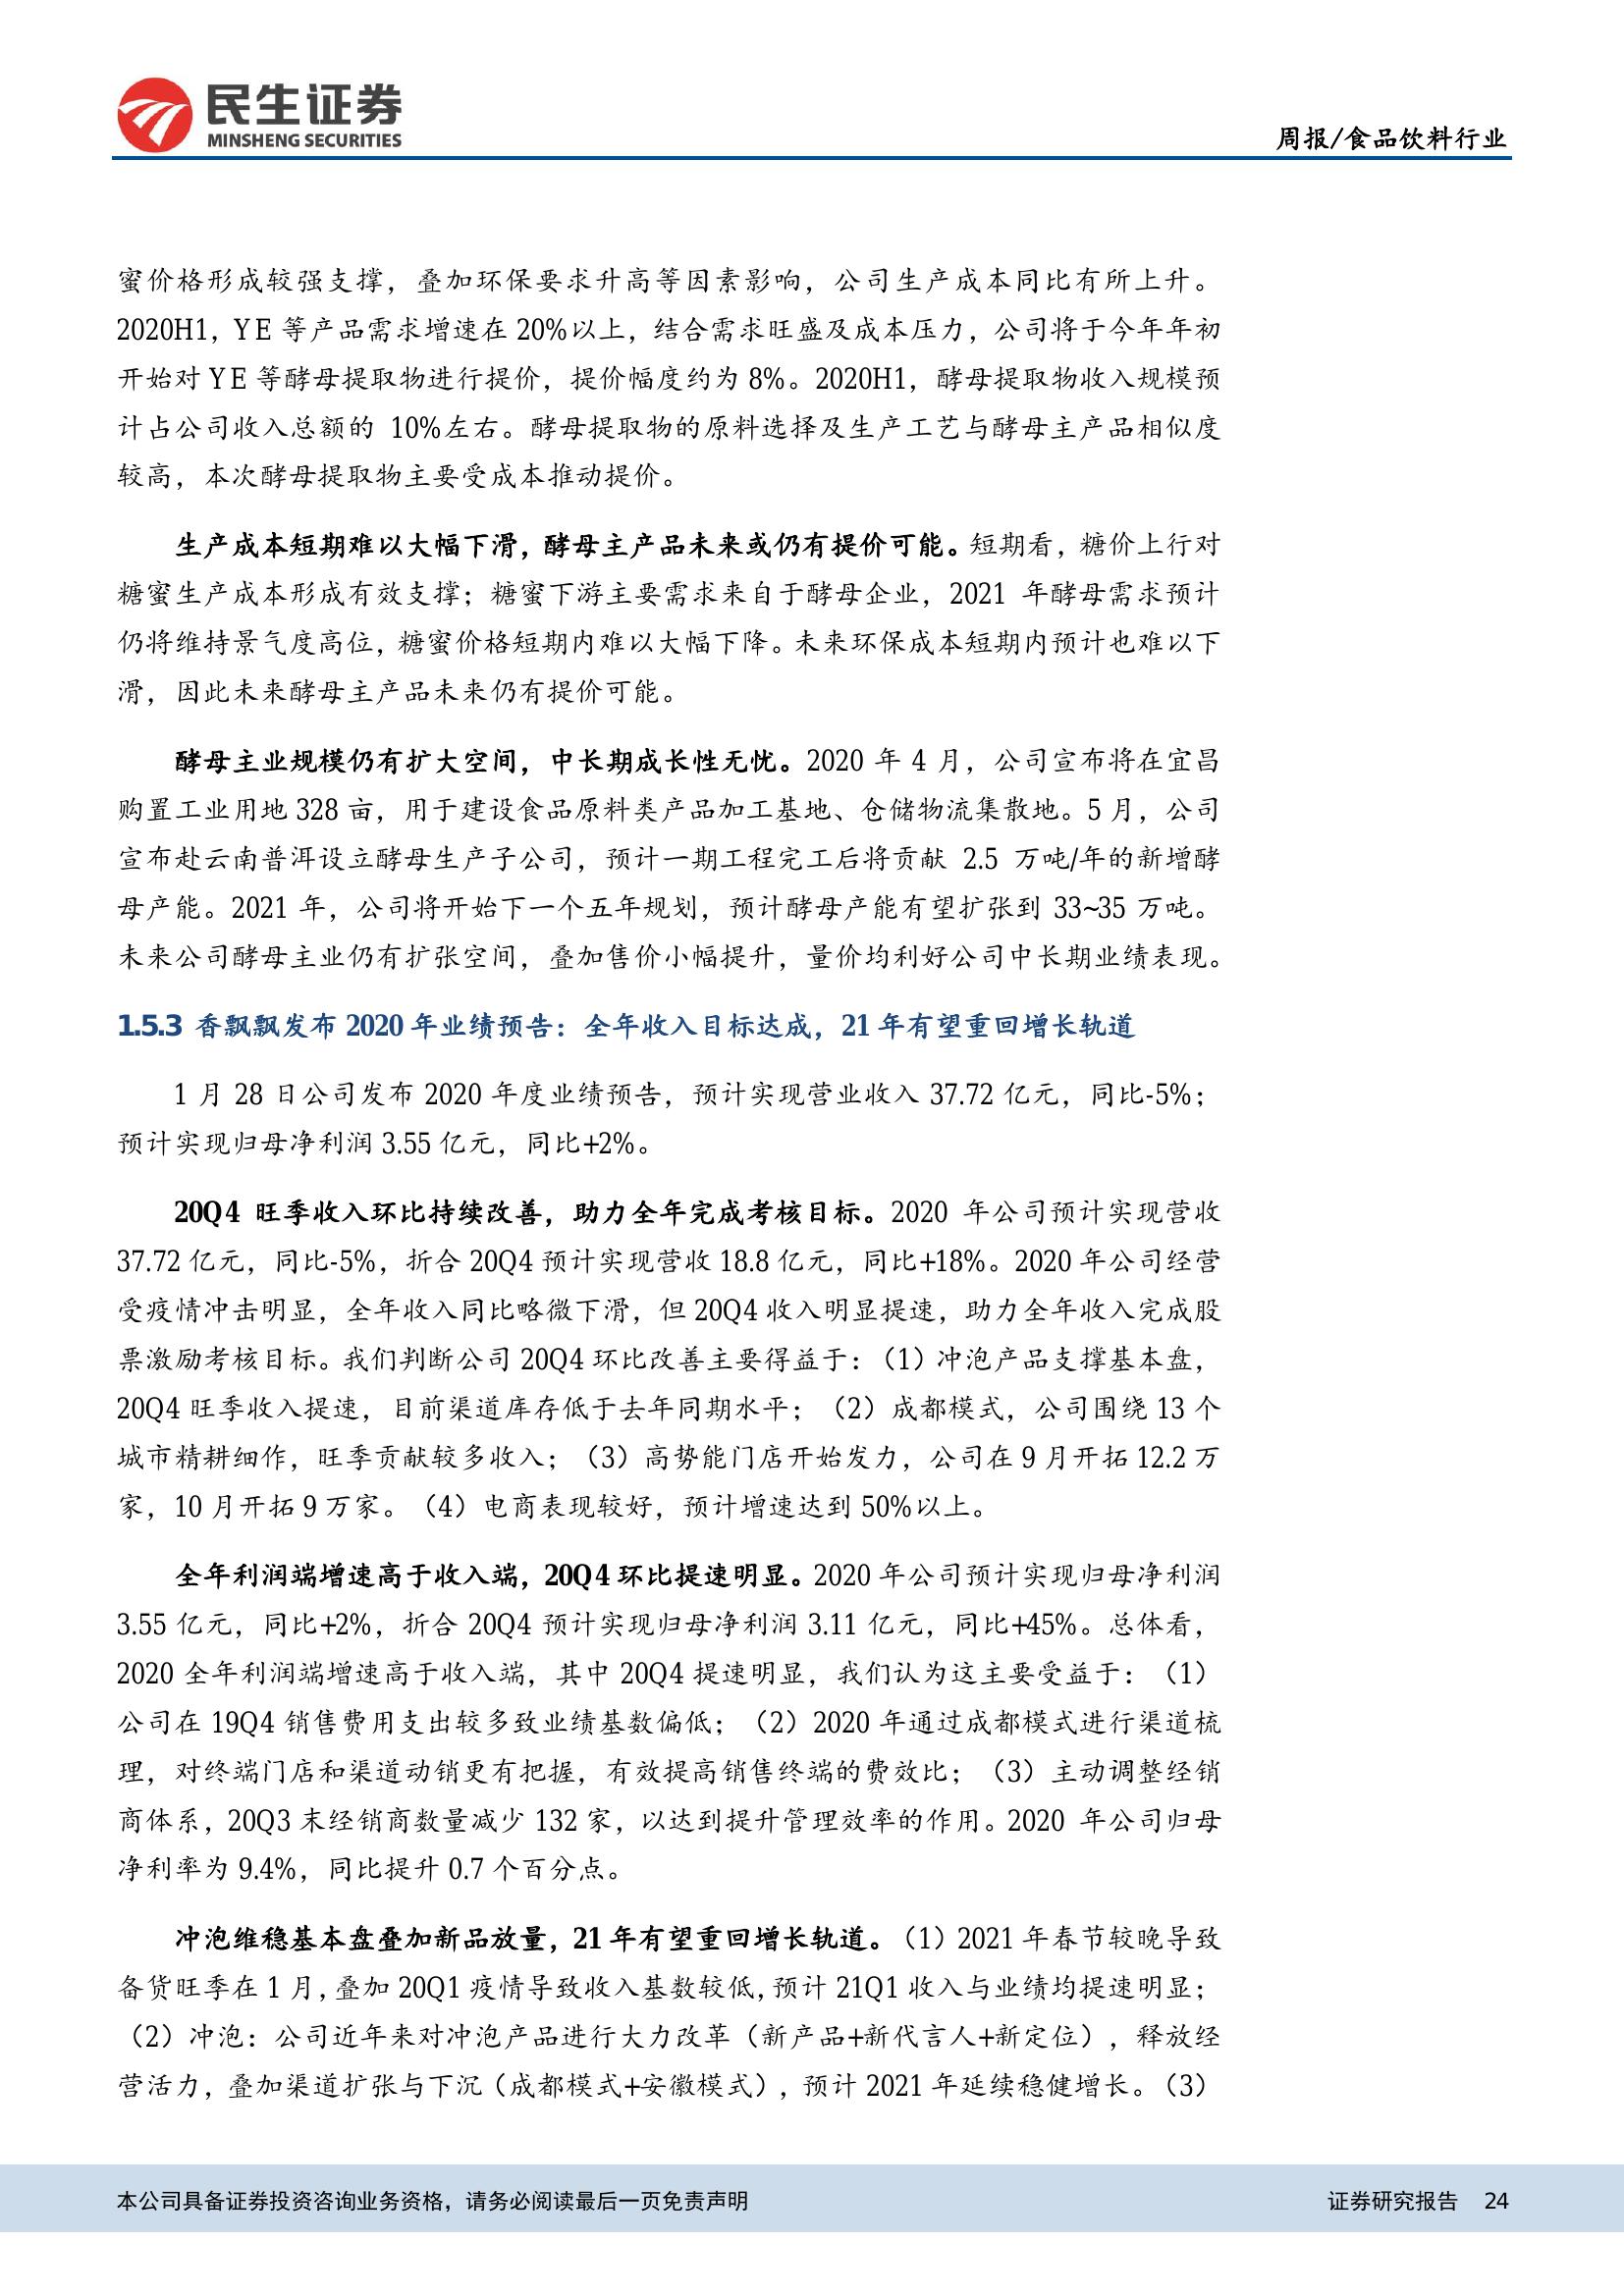 民生证券
MINSHENG SECURITIES
周报/食品饮料行业
蜜价格形成较强支撑，叠加环保要求升高等因素影响，公司生产成本同比有所上升。
2020H1，YE 等产品需求增速在 20%以上，结合需求旺盛及成本压力，公司将于今年年初
开始对 YE 等酵母提取物进行提价，提价幅度约为 8%。2020H1，酵母提取物收入规模预
计占公司收入总额的 10%左右。酵母提取物的原料选择及生产工艺与酵母主产品相似度
较高，本次酵母提取物主要受成本推动提价。
生产成本短期难以大幅下滑，酵母主产品未来或仍有提价可能。短期看，糖价上行对
糖蜜生产成本形成有效支撑；糖蜜下游主要需求来自于酵母企业，2021 年酵母需求预计
仍将维持景气度高位，糖蜜价格短期内难以大幅下降。未来环保成本短期内预计也难以下
滑，因此未来酵母主产品未来仍有提价可能。
酵母主业规模仍有扩大空间，中长期成长性无忧。2020 年 4 月，公司宣布将在宜昌
购置工业用地 328 亩，用于建设食品原料类产品加工基地、仓储物流集散地。5 月，公司
宣布赴云南普洱设立酵母生产子公司，预计一期工程完工后将贡献 2.5 万吨/年的新增酵
母产能。2021 年，公司将开始下一个五年规划，预计酵母产能有望扩张到 33~35 万吨。
未来公司酵母主业仍有扩张空间，叠加售价小幅提升，量价均利好公司中长期业绩表现。
1.5.3 香飘飘发布 2020 年业绩预告：全年收入目标达成，21 年有望重回增长轨道
1 月 28 日公司发布 2020 年度业绩预告，预计实现营业收入 37.72 亿元，同比-5%；
预计实现归母净利润 3.55 亿元，同比+2%。
20Q4 旺季收入环比持续改善，助力全年完成考核目标。2020 年公司预计实现营收
37.72 亿元，同比-5%，折合 20Q4 预计实现营收 18.8 亿元，同比+18%。2020 年公司经营
受疫情冲击明显，全年收入同比略微下滑，但 20Q4 收入明显提速，助力全年收入完成股
票激励考核目标。我们判断公司 20Q4 环比改善主要得益于：（1）冲泡产品支撑基本盘，
20Q4 旺季收入提速，目前渠道库存低于去年同期水平；（2）成都模式，公司围绕 13 个
城市精耕细作，旺季贡献较多收入；（3）高势能门店开始发力，公司在 9 月开拓 12.2 万
家，10 月开拓 9 万家。（4）电商表现较好，预计增速达到 50%以上。
全年利润端增速高于收入端，20Q4 环比提速明显。2020 年公司预计实现归母净利润
3.55 亿元，同比+2%，折合 20Q4 预计实现归母净利润 3.11 亿元，同比+45%。总体看，
2020 全年利润端增速高于收入端，其中 20Q4 提速明显，我们认为这主要受益于：（1）
公司在 19Q4 销售费用支出较多致业绩基数偏低；（2）2020 年通过成都模式进行渠道梳
理，对终端门店和渠道动销更有把握，有效提高销售终端的费效比；（3）主动调整经销
商体系，20Q3 末经销商数量减少 132 家，以达到提升管理效率的作用。2020 年公司归母
净利率为 9.4%，同比提升 0.7 个百分点。
冲泡维稳基本盘叠加新品放量，21 年有望重回增长轨道。（1）2021 年春节较晚导致
备货旺季在 1 月，叠加 20Q1 疫情导致收入基数较低，预计 21Q1 收入与业绩均提速明显；
（2）冲泡：公司近年来对冲泡产品进行大力改革（新产品+新代言人+新定位），释放经
营活力，叠加渠道扩张与下沉（成都模式+安徽模式），预计 2021 年延续稳健增长。（3）
本公司具备证券投资咨询业务资格，请务必阅读最后一页免责声明
证券研究报告 24